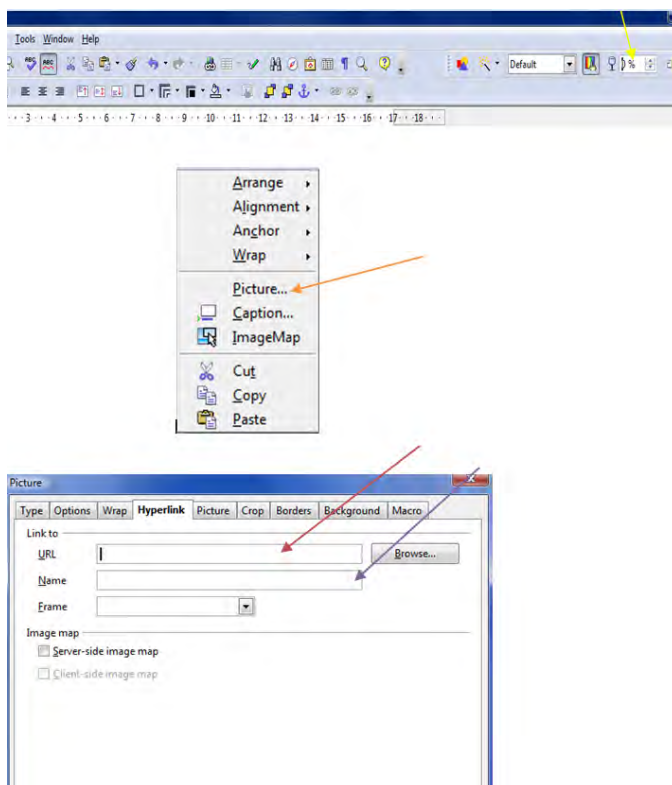 Tools Window Help
ABC ABC Default %
3 4 5 6 7 8 9 10 11 12 13 14 15 16 17 18
Arrange
Alignment
Anchor
Wrap
Picture...
Caption...
ImageMap
Cut
Copy
Paste
Picture
Type Options Wrap Hyperlink Picture Crop Borders Background Macro
Link to
URL Browse...
Name
Frame
Image map
Server-side image map
Client-side image map